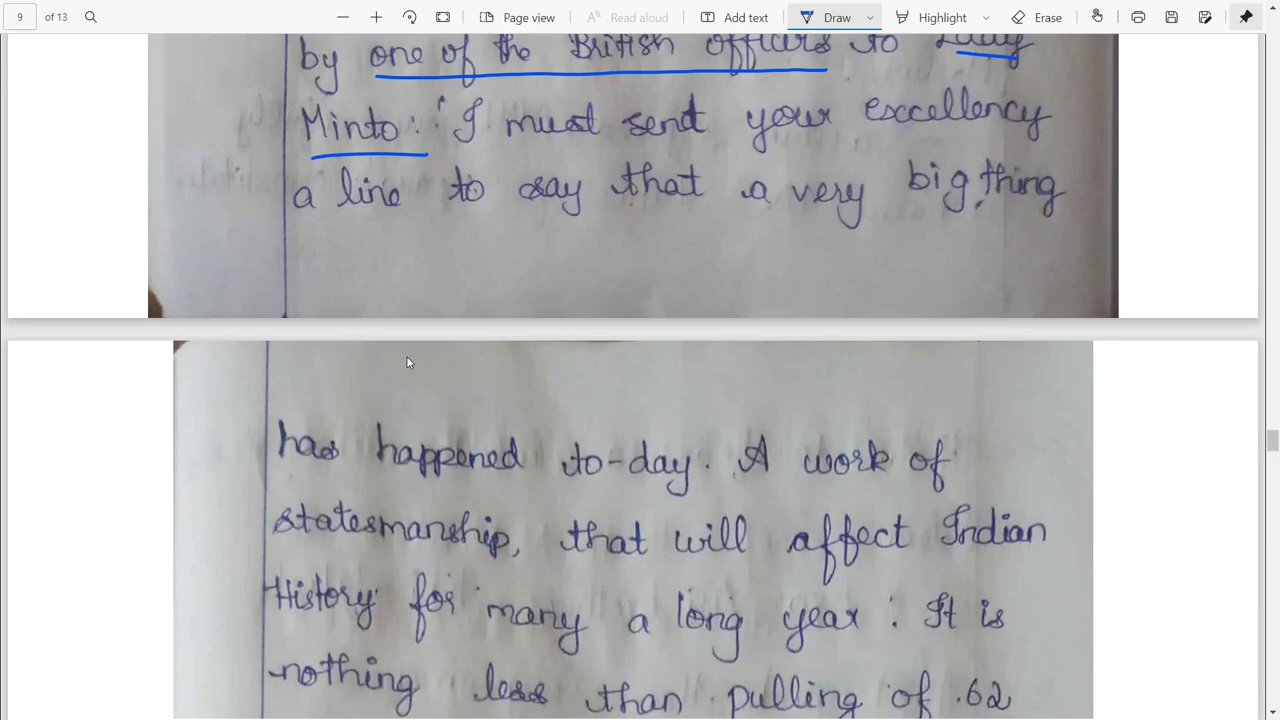 9 of 13 Page view Read aloud Add text Draw Highlight Erase
by one of the British officers to Lady
Minto: 'I must send your excellency
a line to say that a very big thing
has happened to-day. A work of
statesmanship, that will affect Indian
History for many a long year: It is
nothing less than pulling of 62